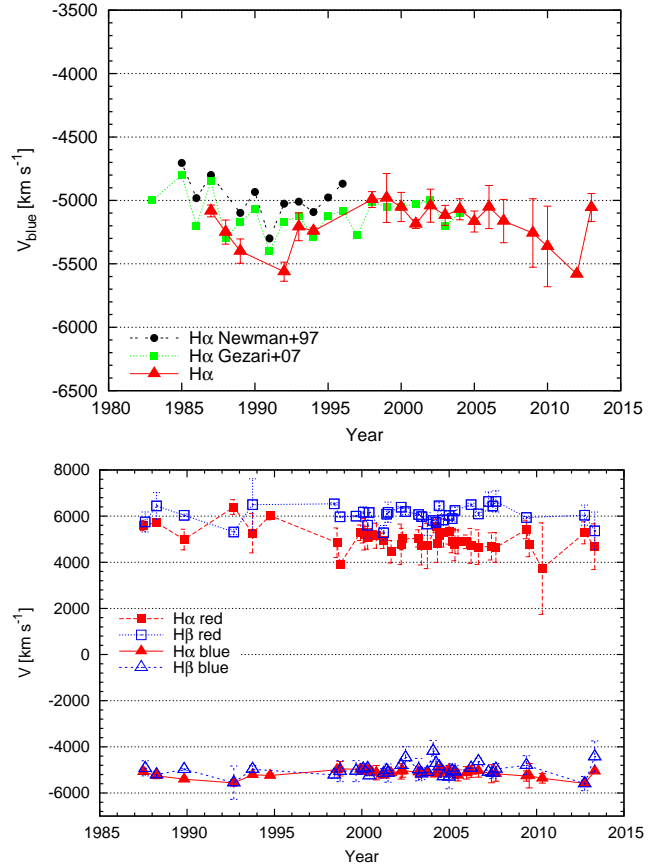 -3500
-4000
-4500
-5000
-5500
-6000
-6500
V_blue [km s⁻¹]
Hα Newman+97
Hα Gezari+07
Hα
1980 1985 1990 1995 2000 2005 2010 2015
Year
8000
6000
4000
2000
0
-2000
-4000
-6000
V [km s⁻¹]
Hα red
Hβ red
Hα blue
Hβ blue
1985 1990 1995 2000 2005 2010 2015
Year